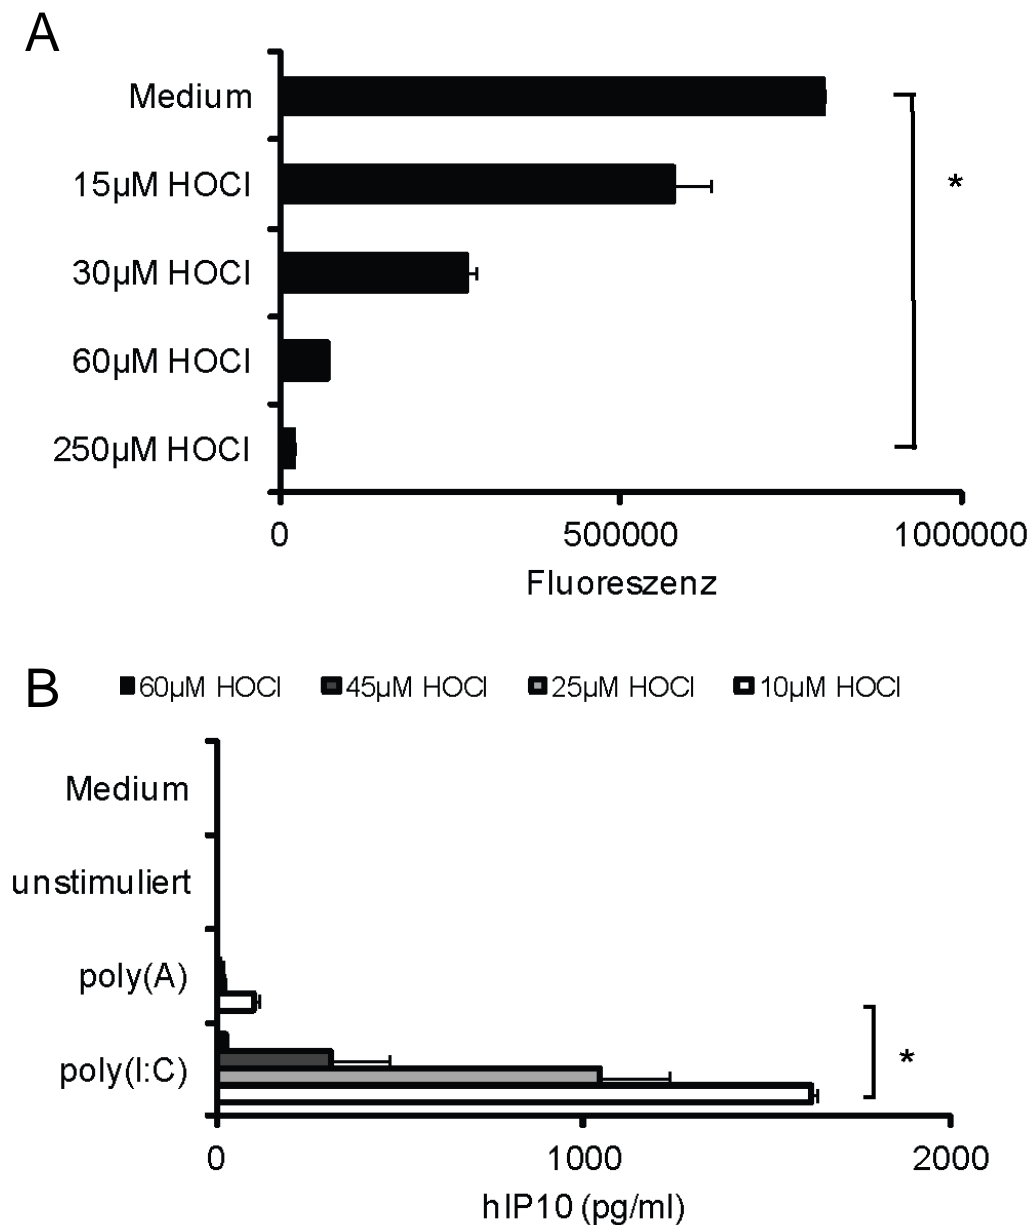 A
Medium
15µM HOCl
*
30µM HOCl
60µM HOCl
250µM HOCl
0 500000 1000000
Fluoreszenz
B
60µM HOCl 45µM HOCl 25µM HOCl 10µM HOCl
Medium
unstimuliert
poly(A)
poly(I:C)
*
0 1000 2000
hIP10 (pg/ml)